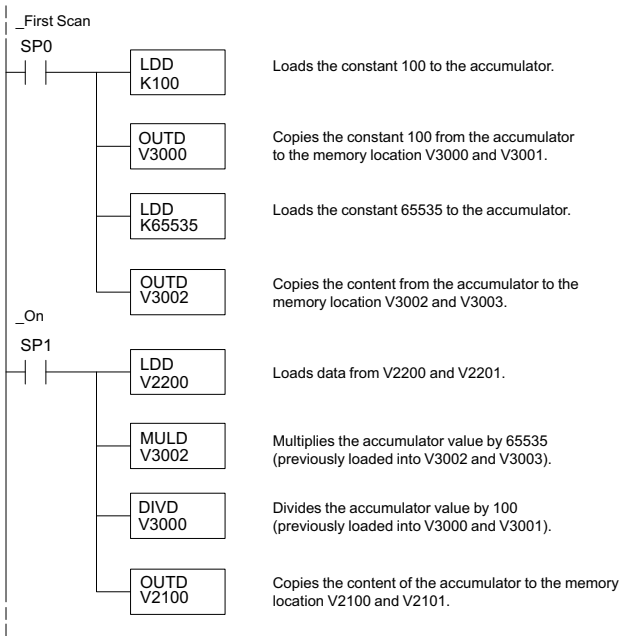 _First Scan
SP0
LDD
K100
Loads the constant 100 to the accumulator.
OUTD
V3000
Copies the constant 100 from the accumulator
to the memory location V3000 and V3001.
LDD
K65535
Loads the constant 65535 to the accumulator.
OUTD
V3002
Copies the content from the accumulator to the
memory location V3002 and V3003.
_On
SP1
LDD
V2200
Loads data from V2200 and V2201.
MULD
V3002
Multiplies the accumulator value by 65535
(previously loaded into V3002 and V3003).
DIVD
V3000
Divides the accumulator value by 100
(previously loaded into V3000 and V3001).
OUTD
V2100
Copies the content of the accumulator to the memory
location V2100 and V2101.